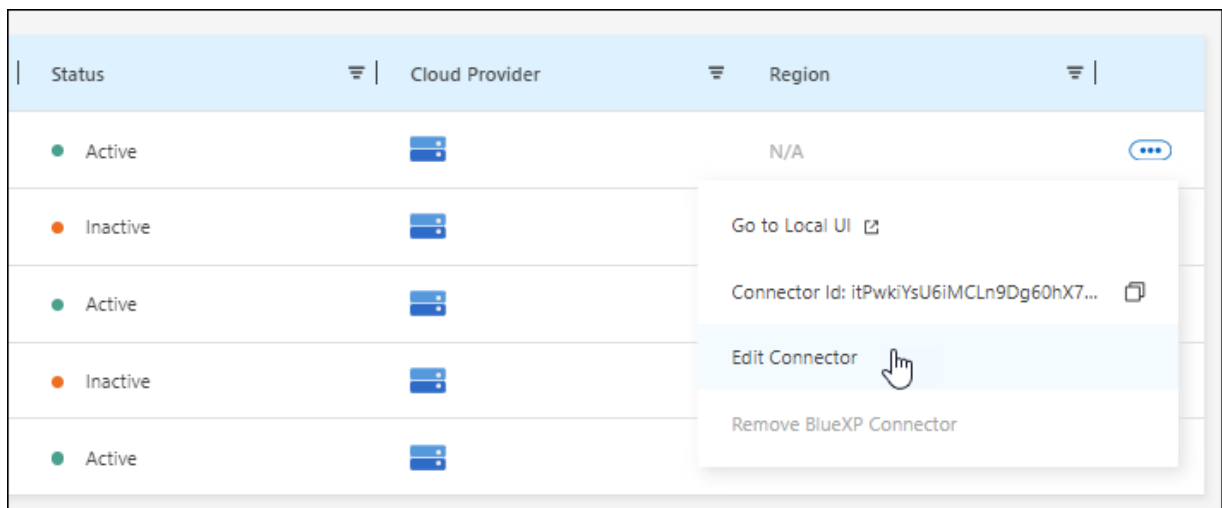 Status Cloud Provider Region
Active N/A
Inactive
Go to Local UI
Connector Id: itPwkiYsU6iMCLn9Dg60hX7...
Active
Edit Connector
Inactive
Remove BlueXP Connector
Active